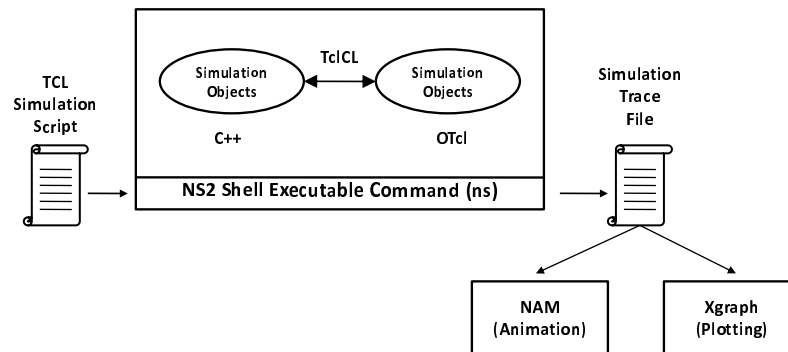 TCL
Simulation
Script
Simulation
Objects
TclCL
Simulation
Objects
C++
OTcl
NS2 Shell Executable Command (ns)
Simulation
Trace
File
NAM
(Animation)
Xgraph
(Plotting)